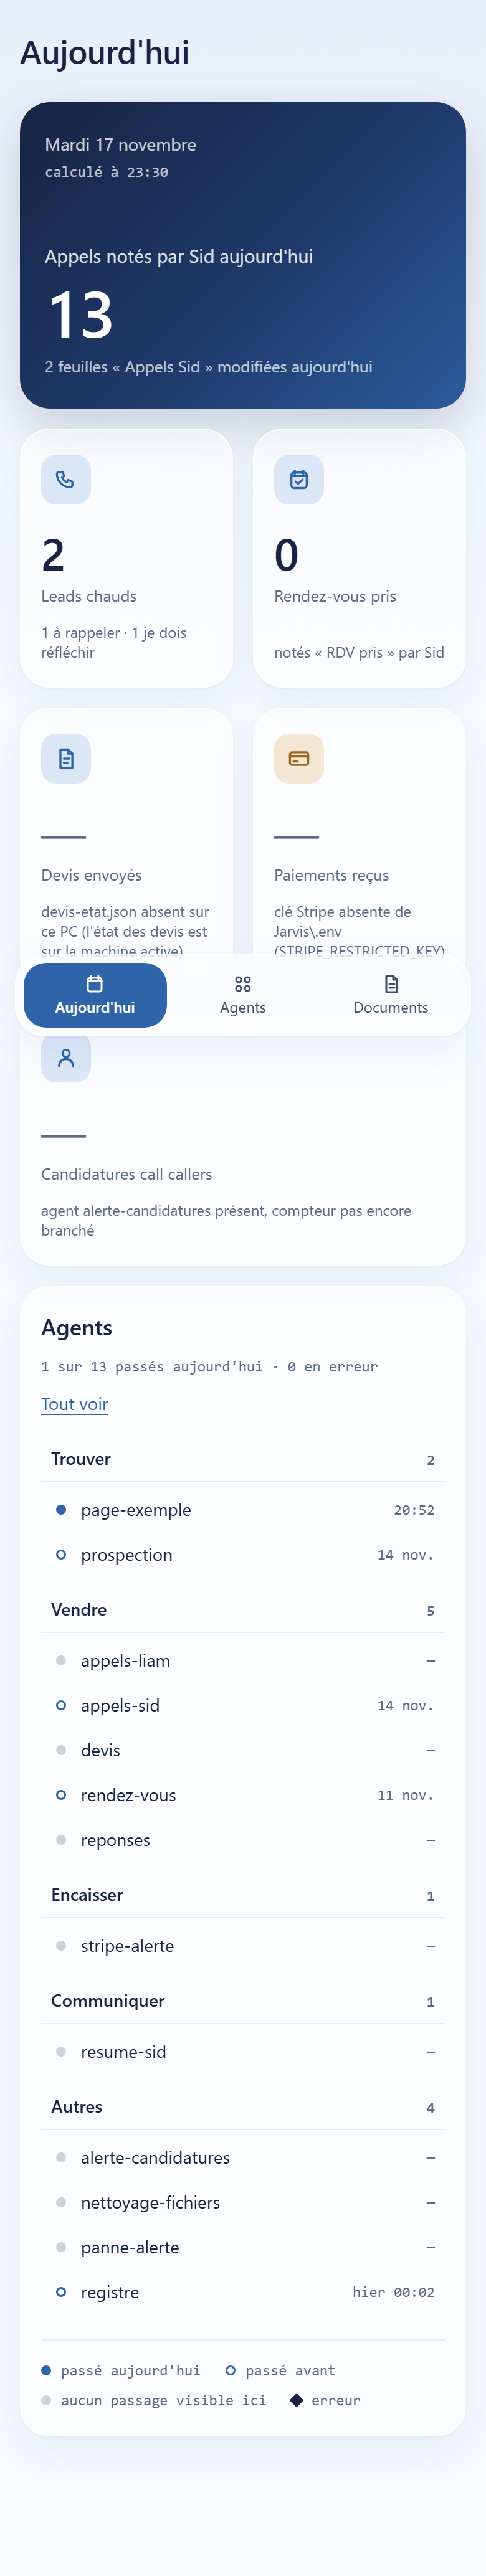 Aujourd'hui
Mardi 17 novembre
calculé à 23:30
Appels notés par Sid aujourd'hui
13
2 feuilles « Appels Sid » modifiées aujourd'hui
2
Leads chauds
1 à rappeler · 1 je dois
réfléchir
0
Rendez-vous pris
notés « RDV pris » par Sid
—
Devis envoyés
devis-etat.json absent sur
ce PC (l'état des devis est
sur la machine active)
—
Paiements reçus
clé Stripe absente de
Jarvis\.env
(STRIPE_RESTRICTED_KEY)
Aujourd'hui
Agents
Documents
—
Candidatures call callers
agent alerte-candidatures présent, compteur pas encore
branché
Agents
1 sur 13 passés aujourd'hui · 0 en erreur
Tout voir
Trouver 2
page-exemple 20:52
prospection 14 nov.
Vendre 5
appels-liam —
appels-sid 14 nov.
devis —
rendez-vous 11 nov.
reponses —
Encaisser 1
stripe-alerte —
Communiquer 1
resume-sid —
Autres 4
alerte-candidatures —
nettoyage-fichiers —
panne-alerte —
registre hier 00:02
passé aujourd'hui passé avant
aucun passage visible ici erreur